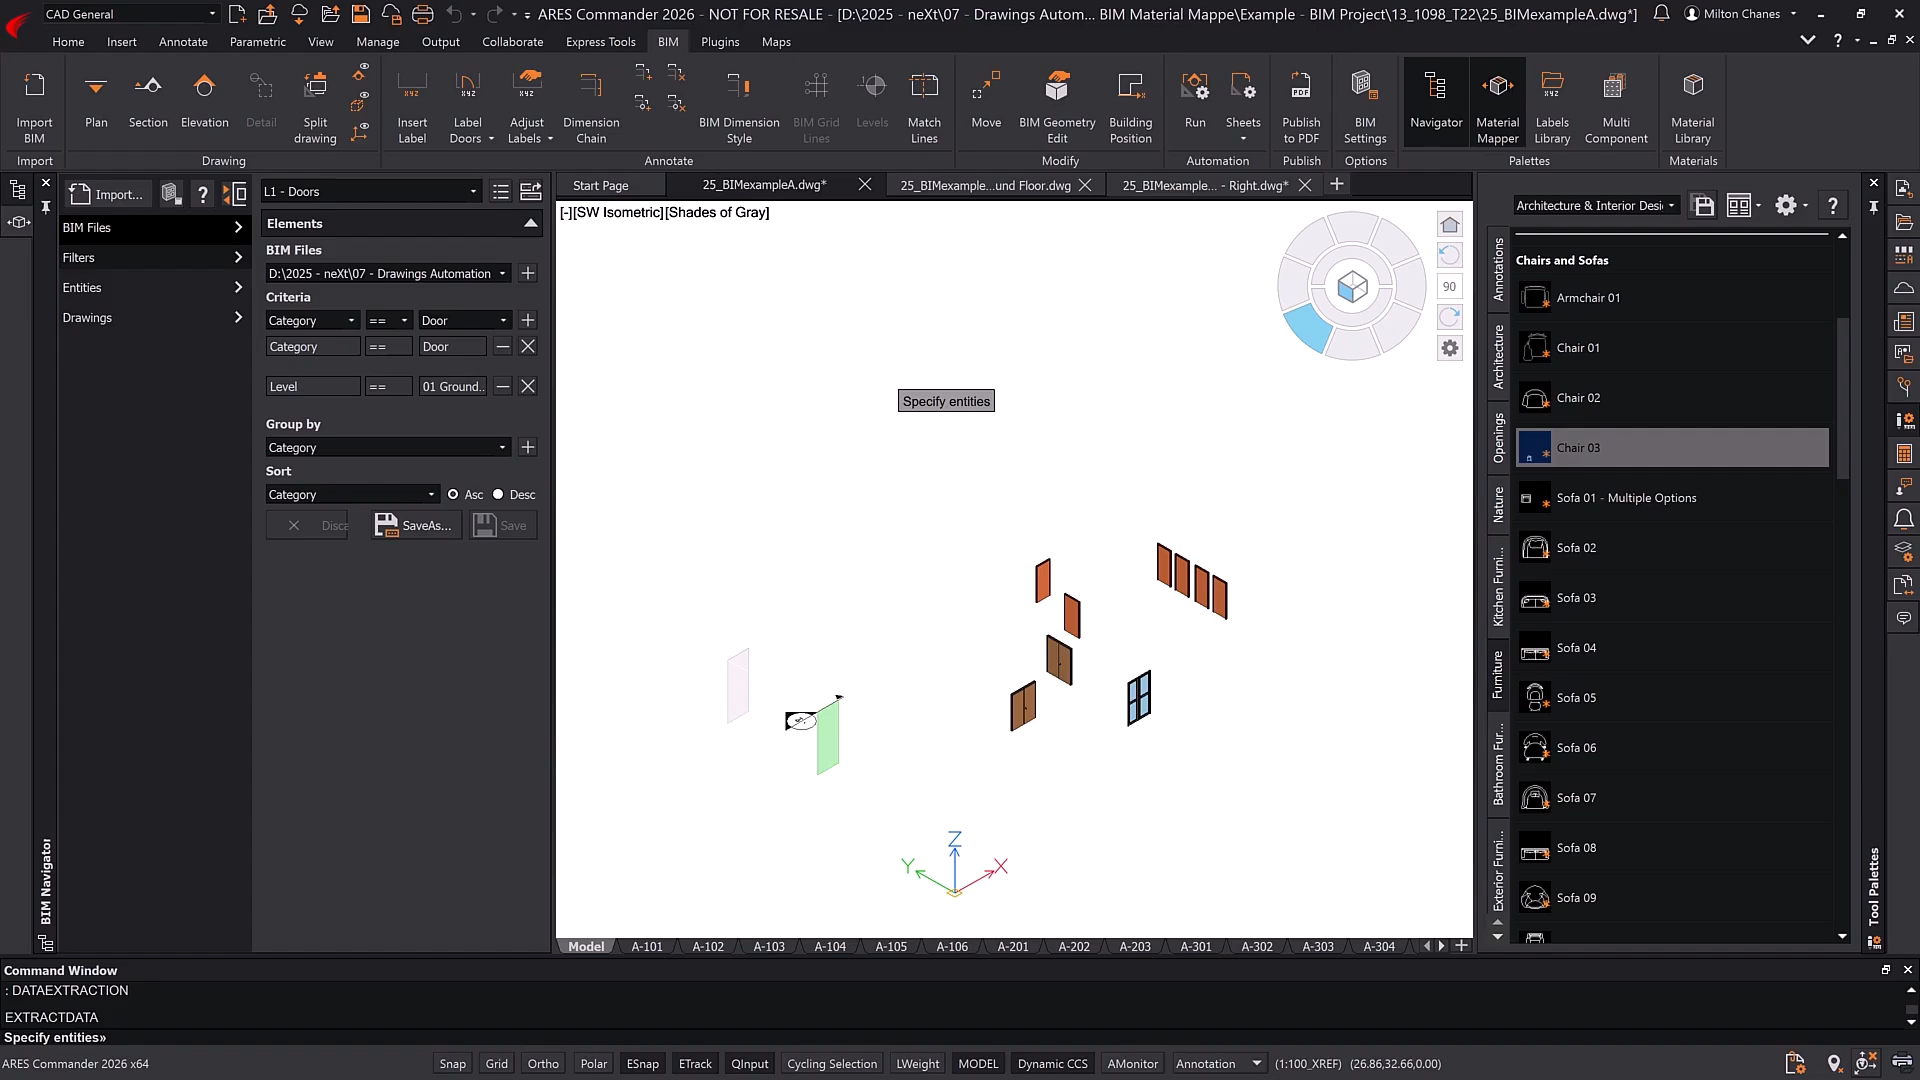 CAD General
ARES Commander 2026 - NOT FOR RESALE - [D:\2025 - neXt\07 - Drawings Autom... BIM Material Mappe\Example - BIM Project\13_1098_T22\25_BIMexampleA.dwg*]
Milton Chanes
Home Insert Annotate Parametric View Manage Output Collaborate Express Tools BIM Plugins Maps
Import BIM
Plan
Section
Elevation
Detail
Split drawing
Insert Label
Label Doors
Adjust Labels
Dimension Chain
BIM Dimension Style
BIM Grid Lines
Levels
Match Lines
Move
BIM Geometry Edit
Building Position
Run
Sheets
Publish to PDF
BIM Settings
Navigator
Material Mapper
Labels Library
Multi Component
Material Library
Import
Drawing
Annotate
Modify
Automation
Publish
Options
Palettes
Materials
Import...
?
BIM Files
Filters
Entities
Drawings
BIM Navigator
L1 - Doors
Elements
BIM Files
D:\2025 - neXt\07 - Drawings Automation
Criteria
Category == Door
Category == Door
Level == 01 Ground..
Group by
Category
Sort
Category Asc Desc
Disca SaveAs... Save
Start Page
25_BIMexampleA.dwg*
25_BIMexample...und Floor.dwg
25_BIMexample... - Right.dwg*
[-][SW Isometric][Shades of Gray]
90
Specify entities
Z
Y
X
Model A-101 A-102 A-103 A-104 A-105 A-106 A-201 A-202 A-203 A-301 A-302 A-303 A-304
Architecture & Interior Desi
?
Annotations
Architecture
Openings
Nature
Kitchen Furni...
Furniture
Bathroom Fur...
Exterior Furni...
Chairs and Sofas
Armchair 01
Chair 01
Chair 02
Chair 03
Sofa 01 - Multiple Options
Sofa 02
Sofa 03
Sofa 04
Sofa 05
Sofa 06
Sofa 07
Sofa 08
Sofa 09
Tool Palettes
Command Window
: DATAEXTRACTION
EXTRACTDATA
Specify entities»
ARES Commander 2026 x64
Snap Grid Ortho Polar ESnap ETrack QInput Cycling Selection LWeight MODEL Dynamic CCS AMonitor Annotation (1:100_XREF) (26.86,32.66,0.00)